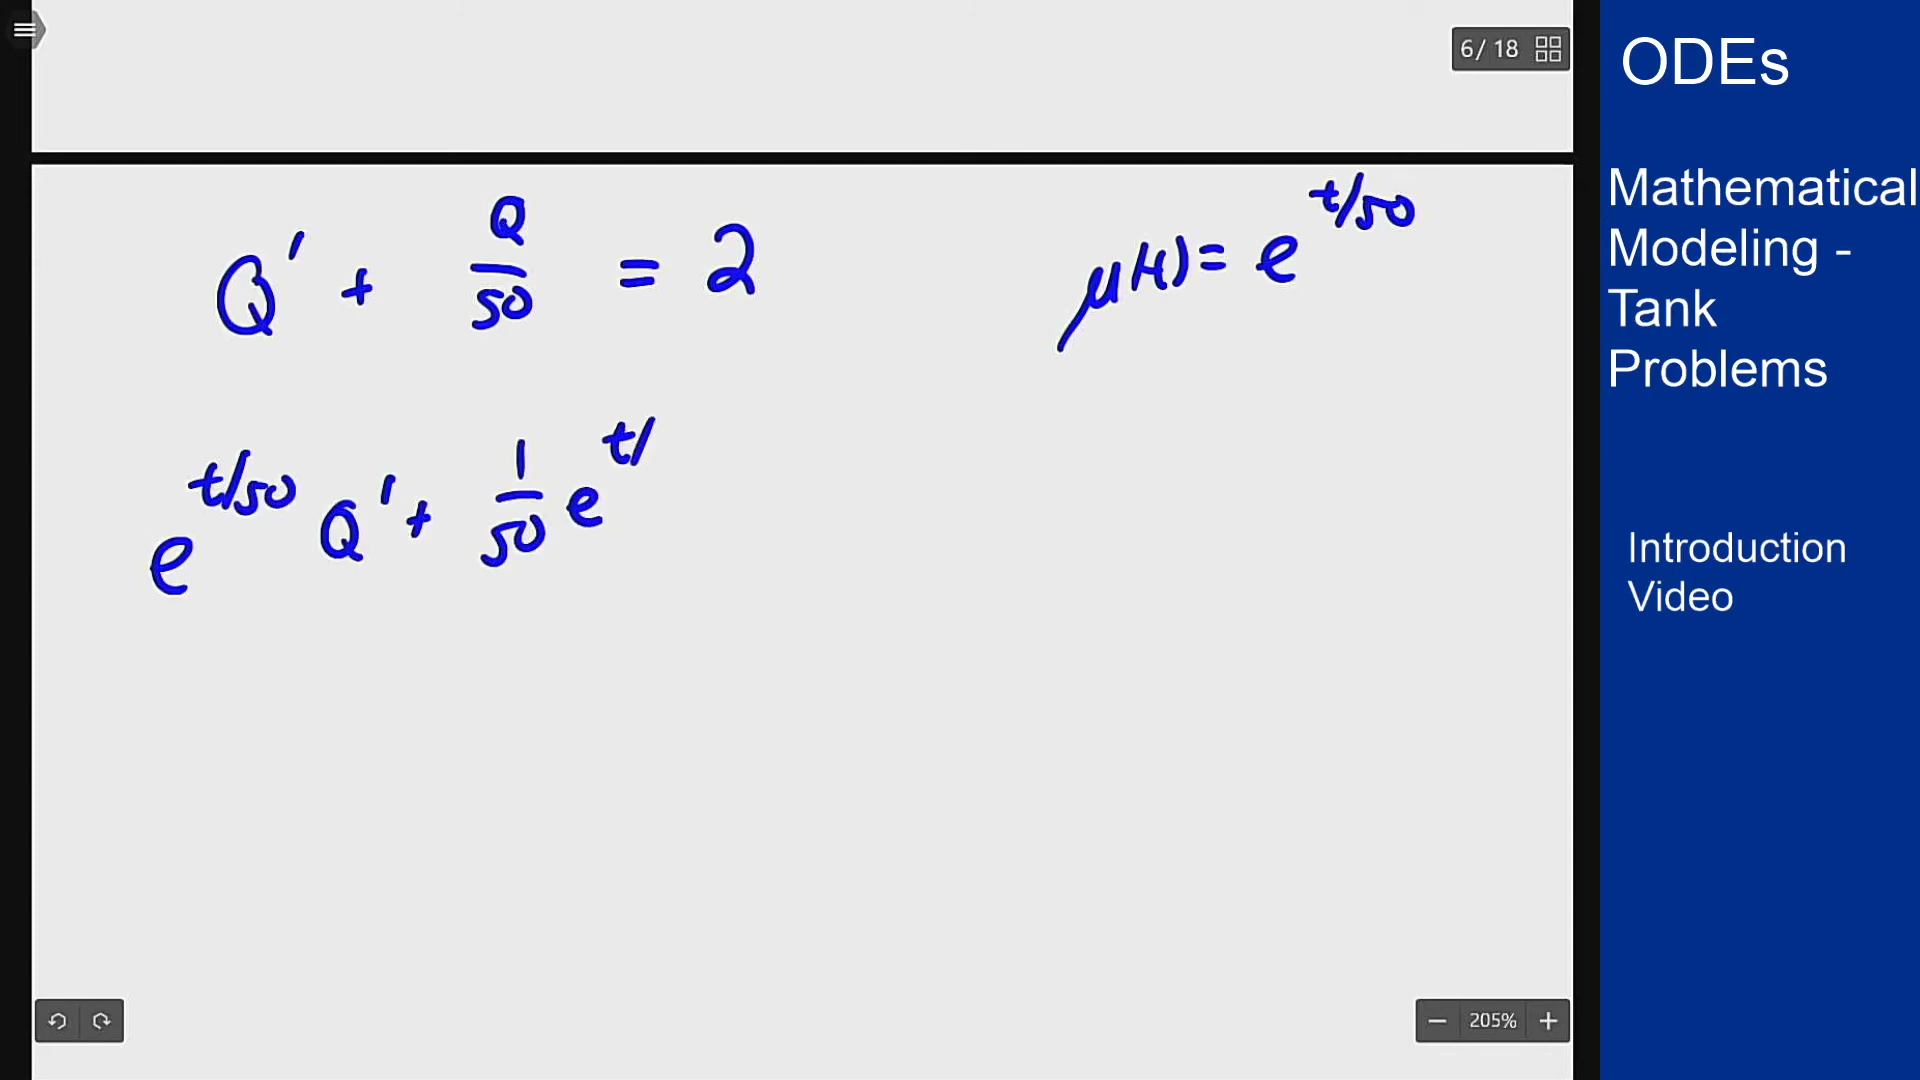 6 / 18
Q' + Q/50 = 2
μ(t) = e^{t/50}
e^{t/50} Q' + 1/50 e^{t/
205%
ODEs
Mathematical
Modeling -
Tank
Problems
Introduction
Video